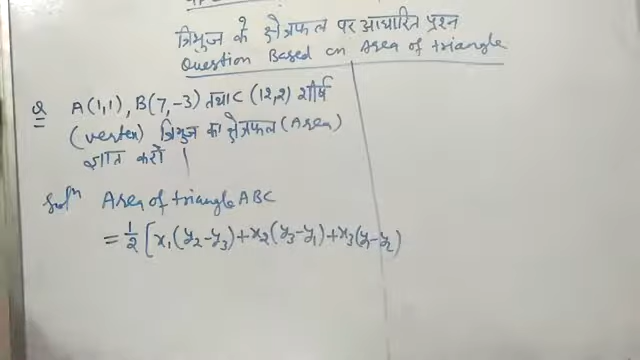 त्रिभुज के क्षेत्रफल पर आधारित प्रश्न
Question Based on Area of triangle
Q A(1,1), B(7,-3) तथा C (12,2) शीर्ष
(vertex) त्रिभुज का क्षेत्रफल (Area)
ज्ञात करो |
Solⁿ Area of triangle ABC
= 1/2 [x₁(y₂-y₃)+x₂(y₃-y₁)+x₃(y-y₂)